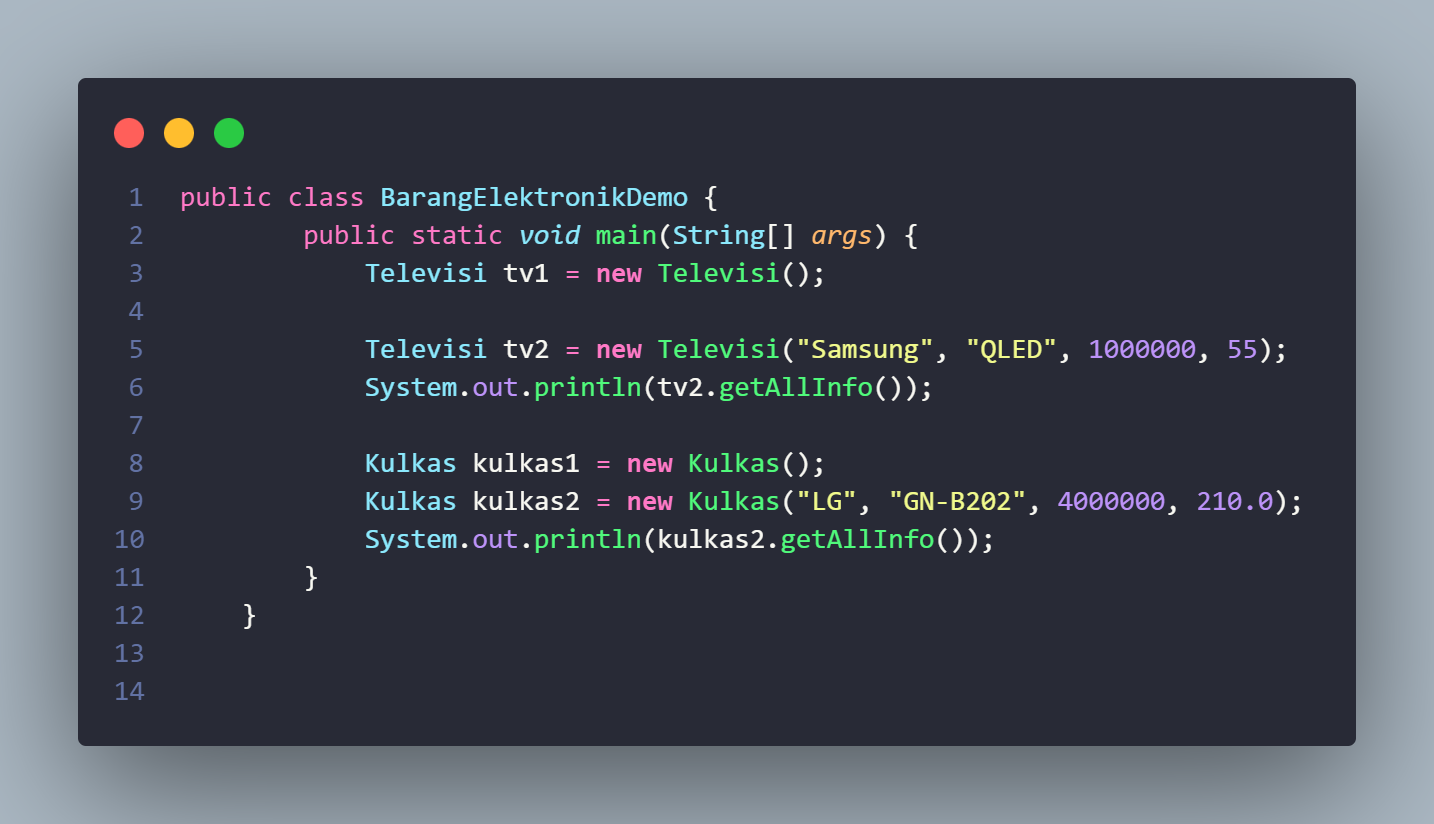 1 public class BarangElektronikDemo {
2         public static void main(String[] args) {
3             Televisi tv1 = new Televisi();
4
5             Televisi tv2 = new Televisi("Samsung", "QLED", 1000000, 55);
6             System.out.println(tv2.getAllInfo());
7
8             Kulkas kulkas1 = new Kulkas();
9             Kulkas kulkas2 = new Kulkas("LG", "GN-B202", 4000000, 210.0);
10             System.out.println(kulkas2.getAllInfo());
11         }
12     }
13
14